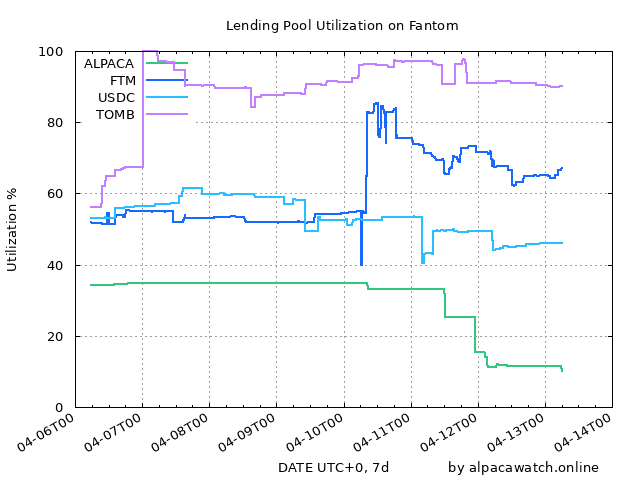 Lending Pool Utilization on Fantom
Utilization %
100
80
60
40
20
0
ALPACA
FTM
USDC
TOMB
04-06T00
04-07T00
04-08T00
04-09T00
04-10T00
04-11T00
04-12T00
04-13T00
04-14T00
DATE UTC+0, 7d
by alpacawatch.online